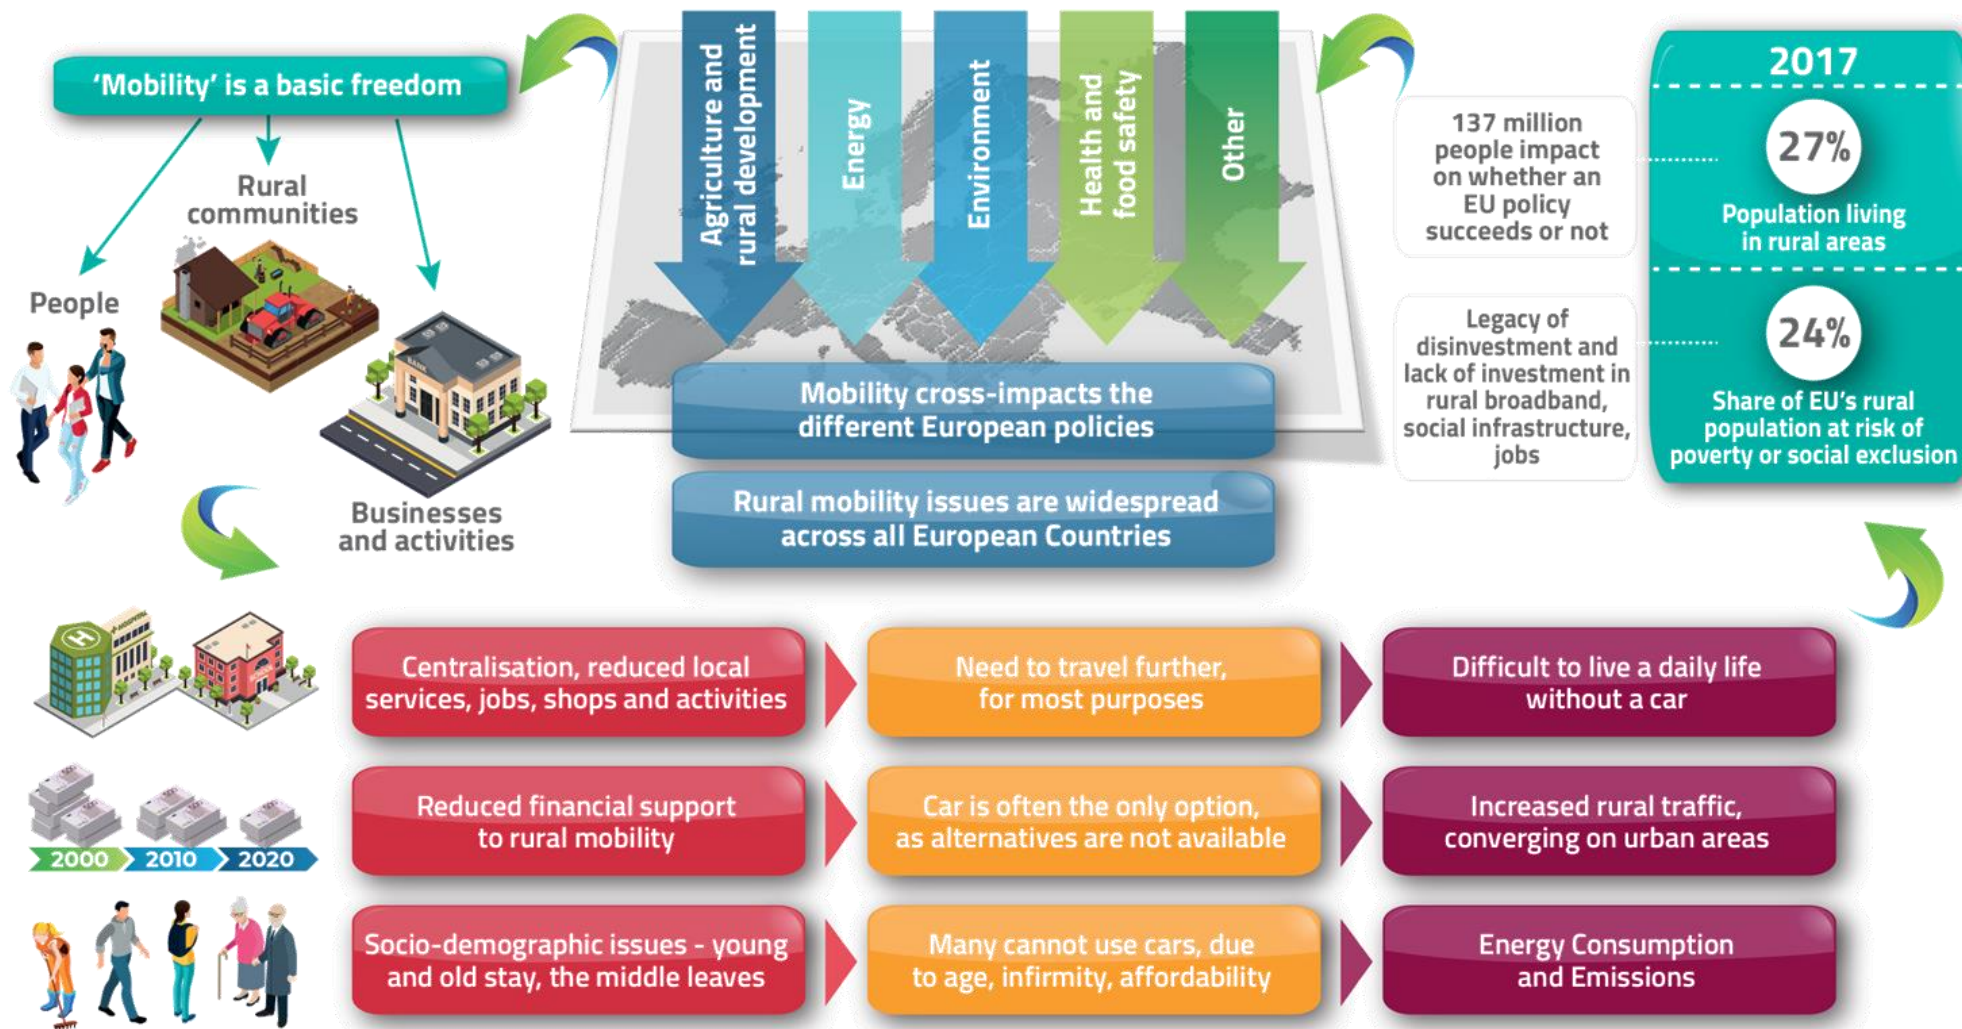 'Mobility' is a basic freedom
Rural
communities
People
BANK
Businesses
and activities
Agriculture and
rural development
Energy
Environment
Health and
food safety
Other
Mobility cross-impacts the
different European policies
Rural mobility issues are widespread
across all European Countries
137 million
people impact
on whether an
EU policy
succeeds or not
Legacy of
disinvestment and
lack of investment in
rural broadband,
social infrastructure,
jobs
2017
27%
Population living
in rural areas
24%
Share of EU's rural
population at risk of
poverty or social exclusion
H
HOSPITAL
Centralisation, reduced local
services, jobs, shops and activities
Need to travel further,
for most purposes
Difficult to live a daily life
without a car
500
500
500
500
500
2000
2010
2020
Reduced financial support
to rural mobility
Car is often the only option,
as alternatives are not available
Increased rural traffic,
converging on urban areas
Socio-demographic issues - young
and old stay, the middle leaves
Many cannot use cars, due
to age, infirmity, affordability
Energy Consumption
and Emissions